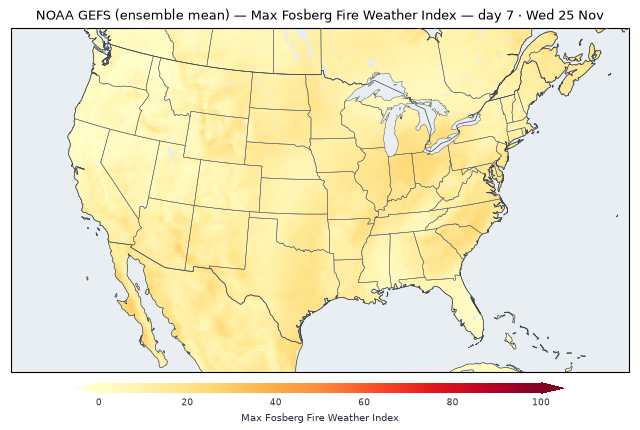 NOAA GEFS (ensemble mean) — Max Fosberg Fire Weather Index — day 7 · Wed 25 Nov
0 20 40 60 80 100
Max Fosberg Fire Weather Index